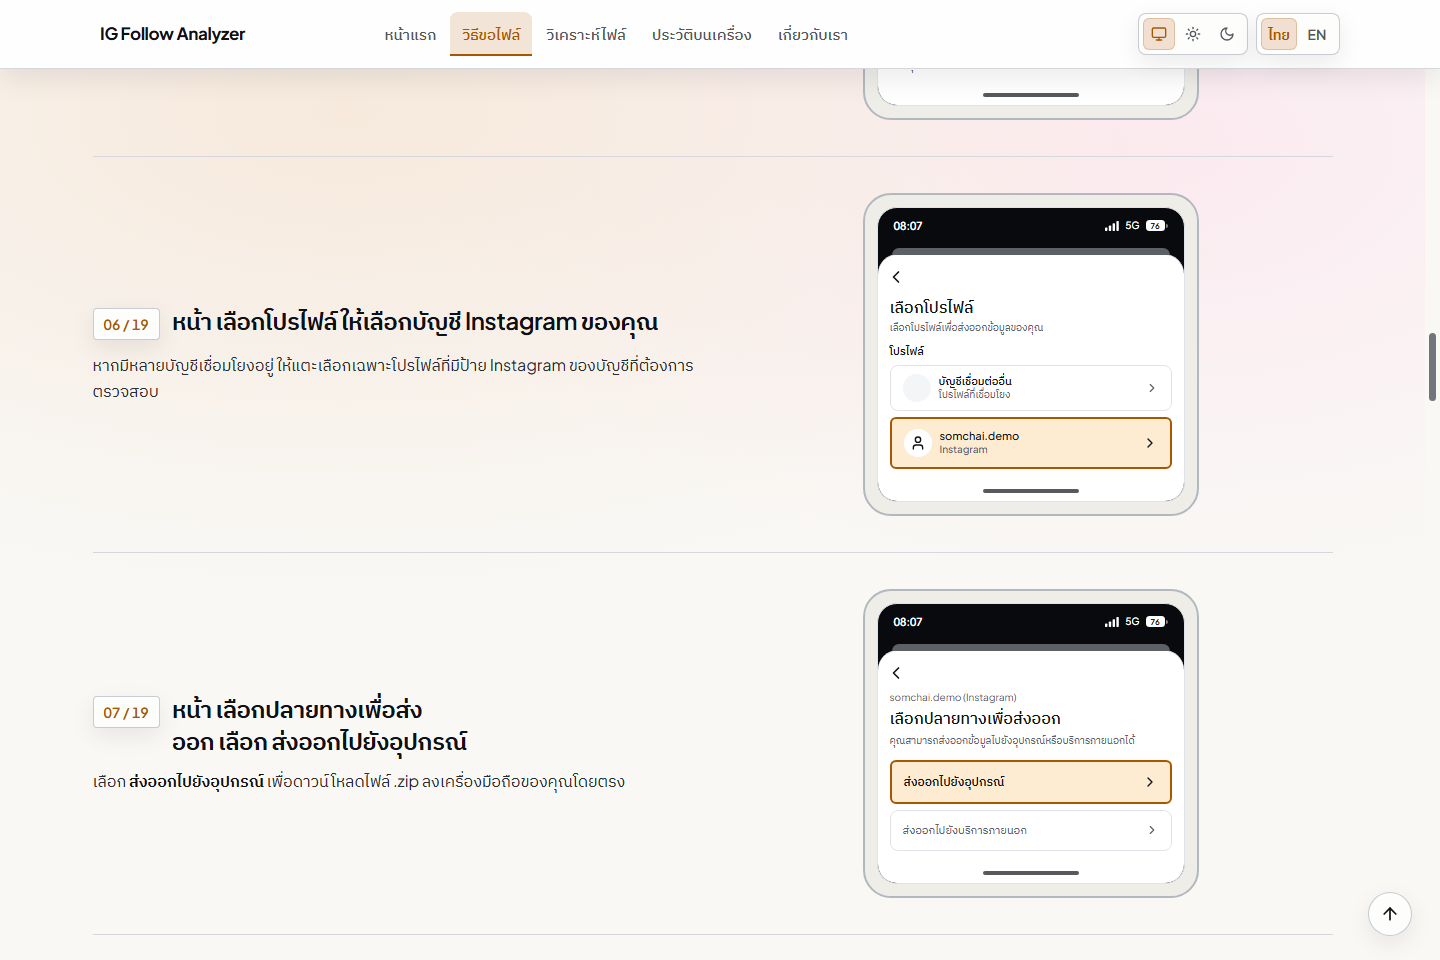 IG Follow Analyzer
หน้าแรก
วิธีขอไฟล์
วิเคราะห์ไฟล์
ประวัติบนเครื่อง
เกี่ยวกับเรา
ไทย
EN
06 / 19
หน้า เลือกโปรไฟล์ ให้เลือกบัญชี Instagram ของคุณ
หากมีหลายบัญชีเชื่อมโยงอยู่ ให้แตะเลือกเฉพาะโปรไฟล์ที่มีป้าย Instagram ของบัญชีที่ต้องการ
ตรวจสอบ
08:07
5G
76
เลือกโปรไฟล์
เลือกโปรไฟล์เพื่อส่งออกข้อมูลของคุณ
โปรไฟล์
บัญชีเชื่อมต่ออื่น
โปรไฟล์ที่เชื่อมโยง
somchai.demo
Instagram
07 / 19
หน้า เลือกปลายทางเพื่อส่ง
ออก เลือก ส่งออกไปยังอุปกรณ์
เลือก ส่งออกไปยังอุปกรณ์ เพื่อดาวน์โหลดไฟล์ .zip ลงเครื่องมือถือของคุณโดยตรง
08:07
5G
76
somchai.demo (Instagram)
เลือกปลายทางเพื่อส่งออก
คุณสามารถส่งออกข้อมูลไปยังอุปกรณ์หรือบริการภายนอกได้
ส่งออกไปยังอุปกรณ์
ส่งออกไปยังบริการภายนอก